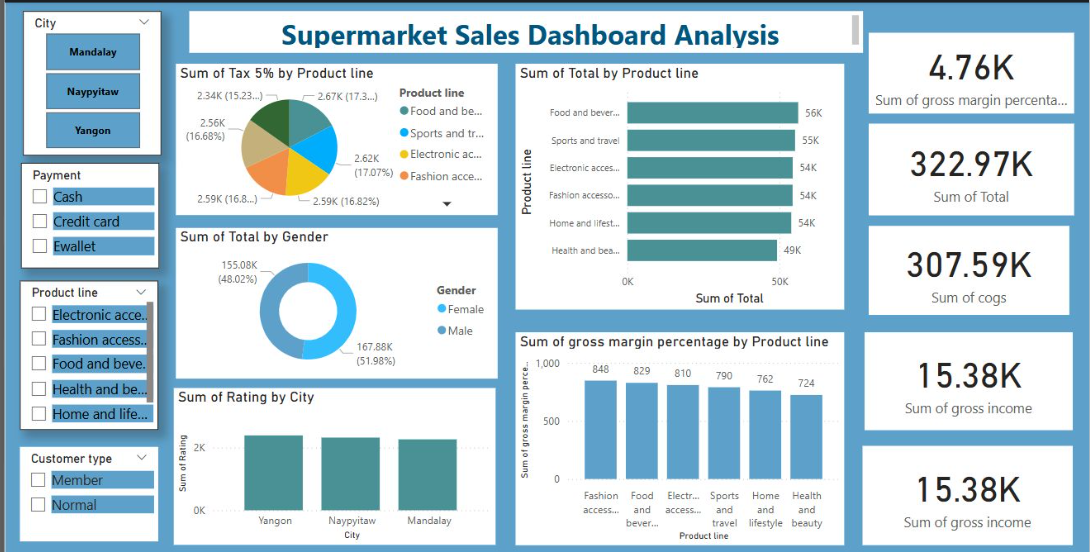 Supermarket Sales Dashboard Analysis
City
Mandalay
Naypyitaw
Yangon
Payment
Cash
Credit card
Ewallet
Product line
Electronic acce...
Fashion access...
Food and beve...
Health and be...
Home and life...
Customer type
Member
Normal
Sum of Tax 5% by Product line
2.34K (15.23...)
2.67K (17.3...)
2.56K
(16.68%)
2.62K
(17.07%)
2.59K (16.8...)
2.59K (16.82%)
Product line
Food and be...
Sports and tr...
Electronic ac...
Fashion acce...
Sum of Total by Gender
155.08K
(48.02%)
167.88K
(51.98%)
Gender
Female
Male
Sum of Rating by City
Sum of Rating
2K
0K
Yangon
Naypyitaw
Mandalay
City
Sum of Total by Product line
Product line
Food and bever...
56K
Sports and travel
55K
Electronic acces...
54K
Fashion accesso...
54K
Home and lifest...
54K
Health and bea...
49K
0K
50K
Sum of Total
Sum of gross margin percentage by Product line
Sum of gross margin perce...
1,000
500
0
848
829
810
790
762
724
Fashion
access...
Food
and
bever...
Electr...
access...
Sports
and
travel
Home
and
lifestyle
Health
and
beauty
Product line
4.76K
Sum of gross margin percenta...
322.97K
Sum of Total
307.59K
Sum of cogs
15.38K
Sum of gross income
15.38K
Sum of gross income